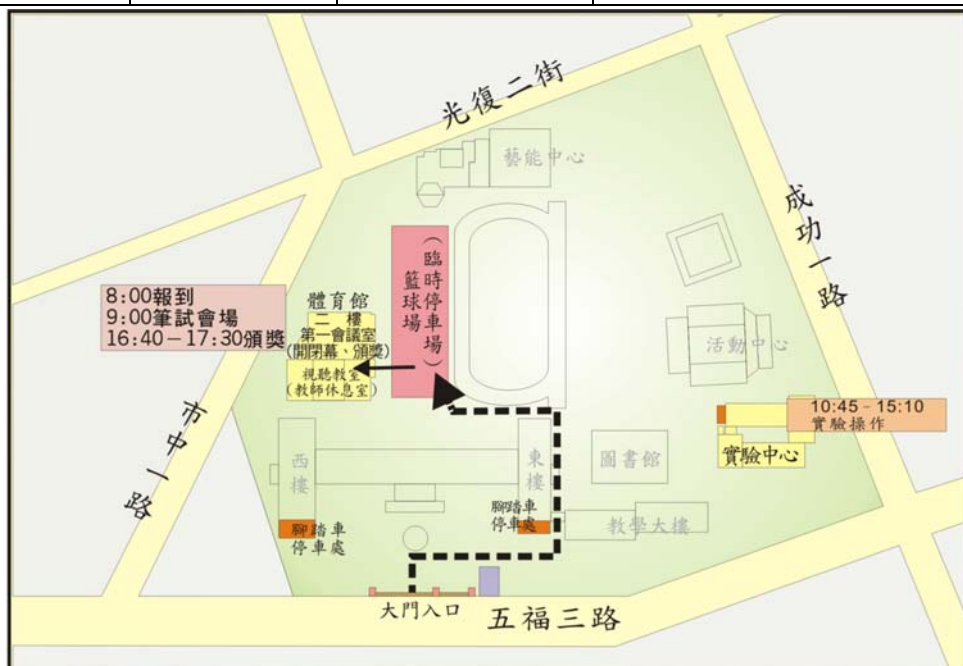 光復二街
藝能中心
成功一路
(臨時停車場)
籃球場
8:00報到
9:00筆試會場
16:40－17:30頒獎
體育館
二 樓
第一會議室
(開閉幕、頒獎)
視聽教室
(教師休息室)
活動中心
10:45 ~ 15:10
實驗操作
實驗中心
市中一路
西樓
東樓
圖書館
教學大樓
腳踏車
停車處
腳踏車
停車處
大門入口
五福三路